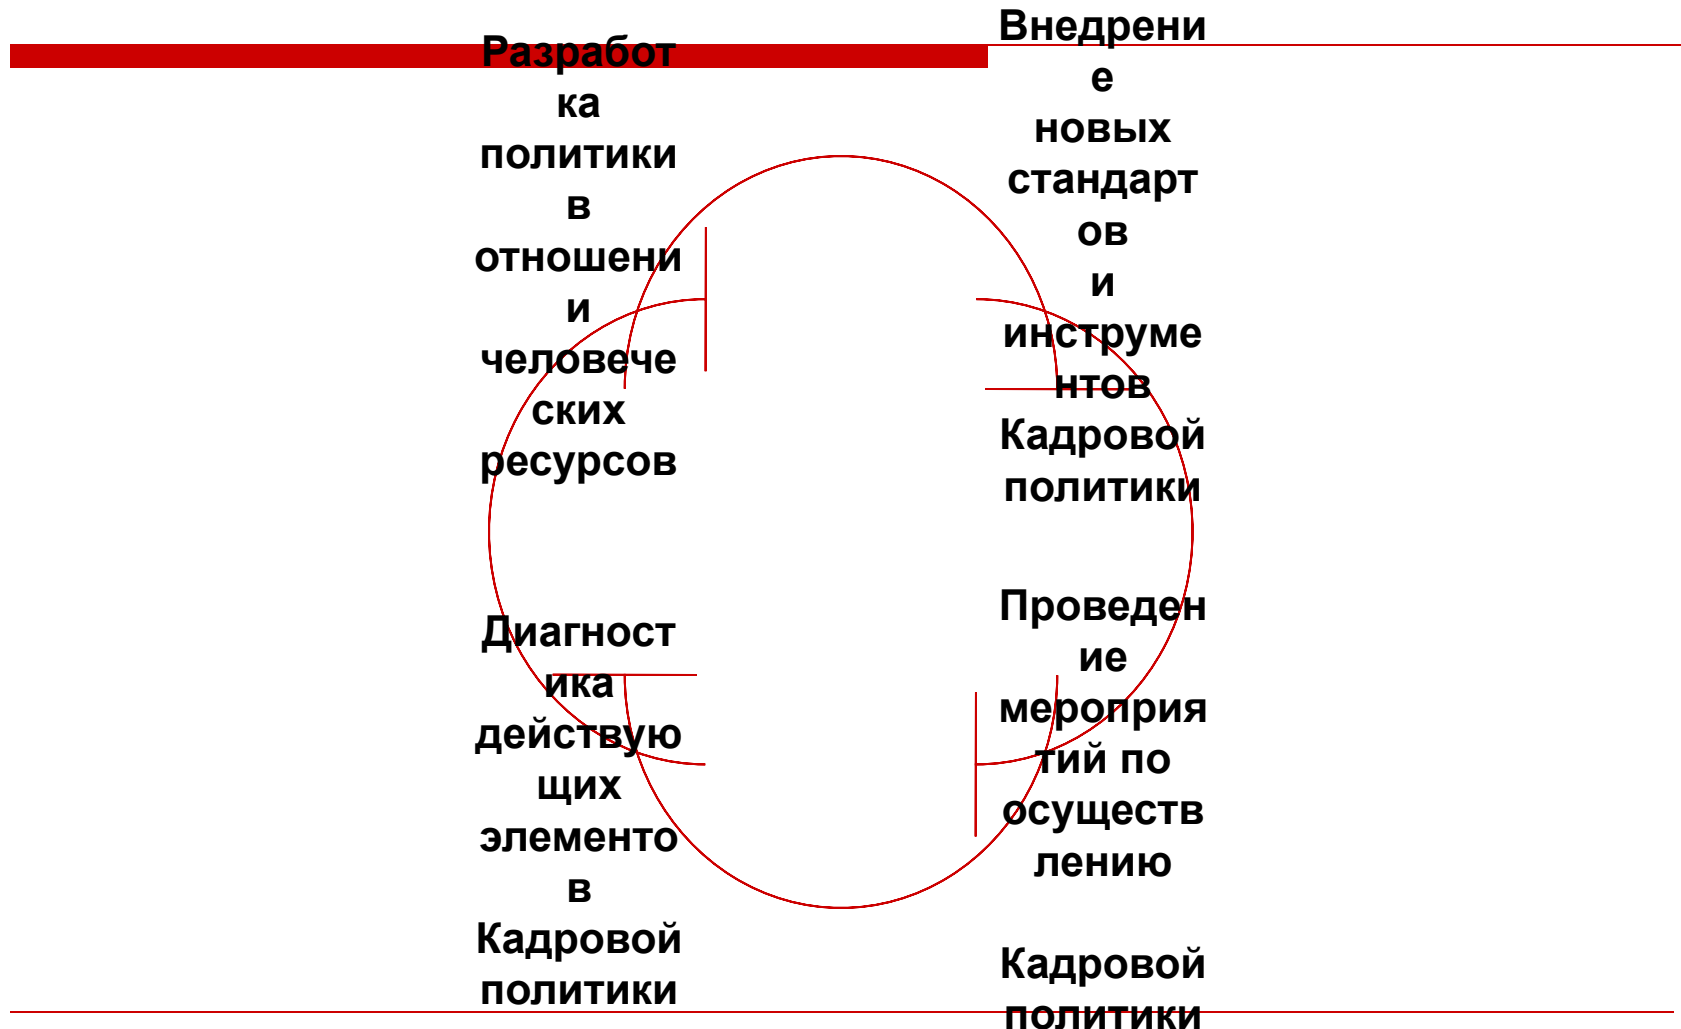 Разработ
ка
политики
в
отношени
и
человече
ских
ресурсов
Внедрени
е
новых
стандарт
ов
и
инструме
нтов
Кадровой
политики
Диагност
ика
действую
щих
элементо
в
Кадровой
политики
Проведен
ие
мероприя
тий по
осуществ
лению
Кадровой
политики